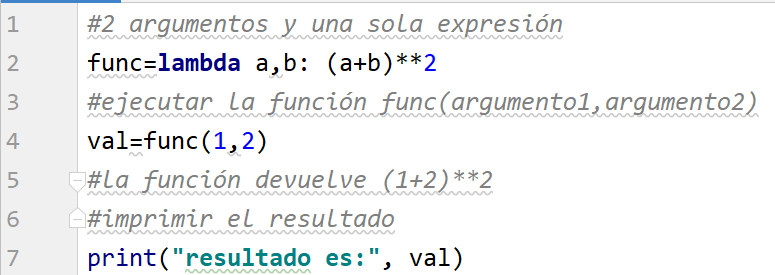 1 #2 argumentos y una sola expresión
2 func=lambda a,b: (a+b)**2
3 #ejecutar la función func(argumento1,argumento2)
4 val=func(1,2)
5 #la función devuelve (1+2)**2
6 #imprimir el resultado
7 print("resultado es:", val)